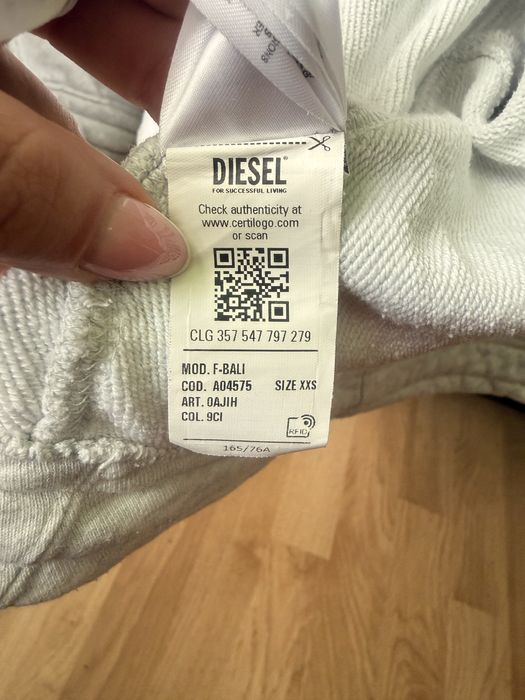 DIESEL®
FOR SUCCESSFUL LIVING
Check authenticity at
www.certilogo.com
or scan
CLG 357 547 797 279
MOD. F-BALI
COD. A04575 SIZE XXS
ART. 0AJIH
COL. 9CI
RFID
165/76A